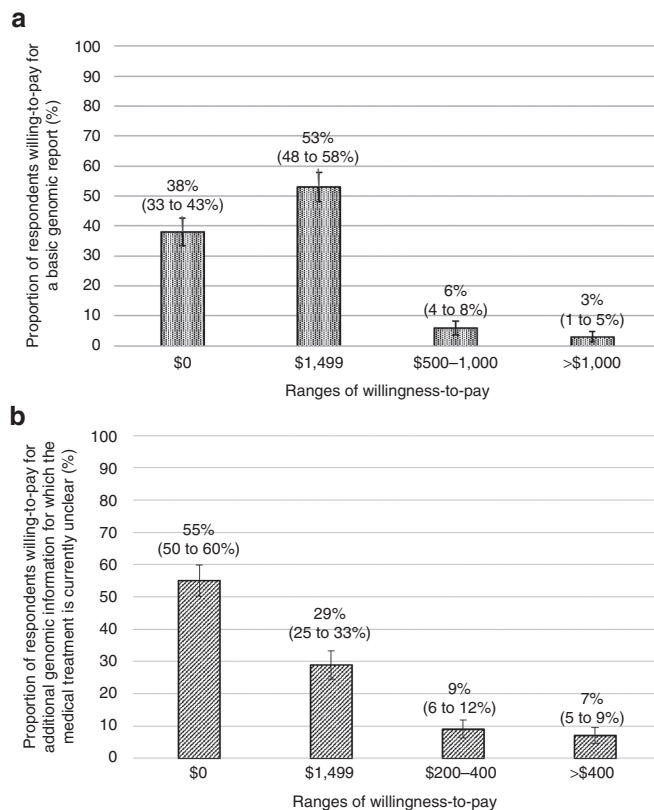 a
Proportion of respondents willing-to-pay for
a basic genomic report (%)
100
90
80
70
60
50
40
30
20
10
0
38%
(33 to 43%)
53%
(48 to 58%)
6%
(4 to 8%)
3%
(1 to 5%)
$0
$1,499
$500–1,000
>$1,000
Ranges of willingness-to-pay
b
Proportion of respondents willing-to-pay for
additional genomic information for which the
medical treatment is currently unclear (%)
100
90
80
70
60
50
40
30
20
10
0
55%
(50 to 60%)
29%
(25 to 33%)
9%
(6 to 12%)
7%
(5 to 9%)
$0
$1,499
$200–400
>$400
Ranges of willingness-to-pay